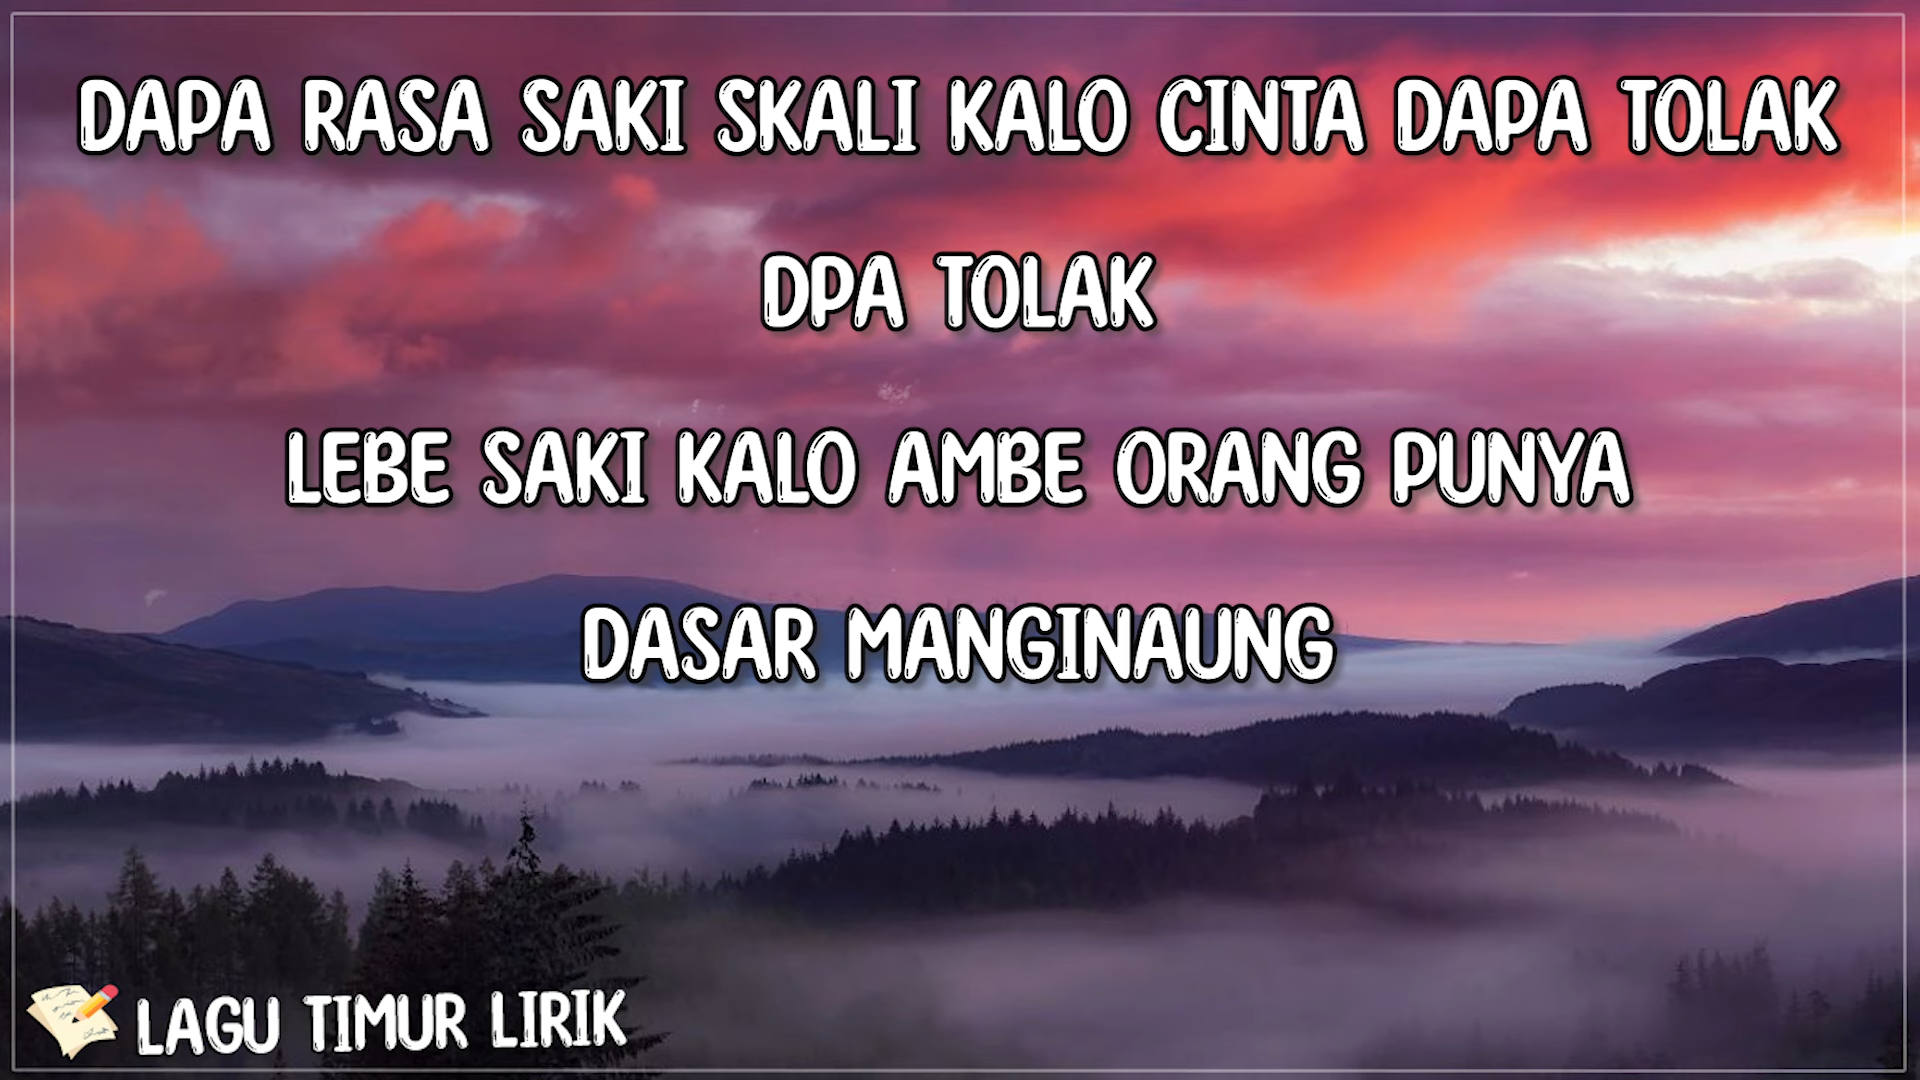 DAPA RASA SAKI SKALI KALO CINTA DAPA TOLAK
DPA TOLAK
LEBE SAKI KALO AMBE ORANG PUNYA
DASAR MANGINAUNG
LAGU TIMUR LIRIK